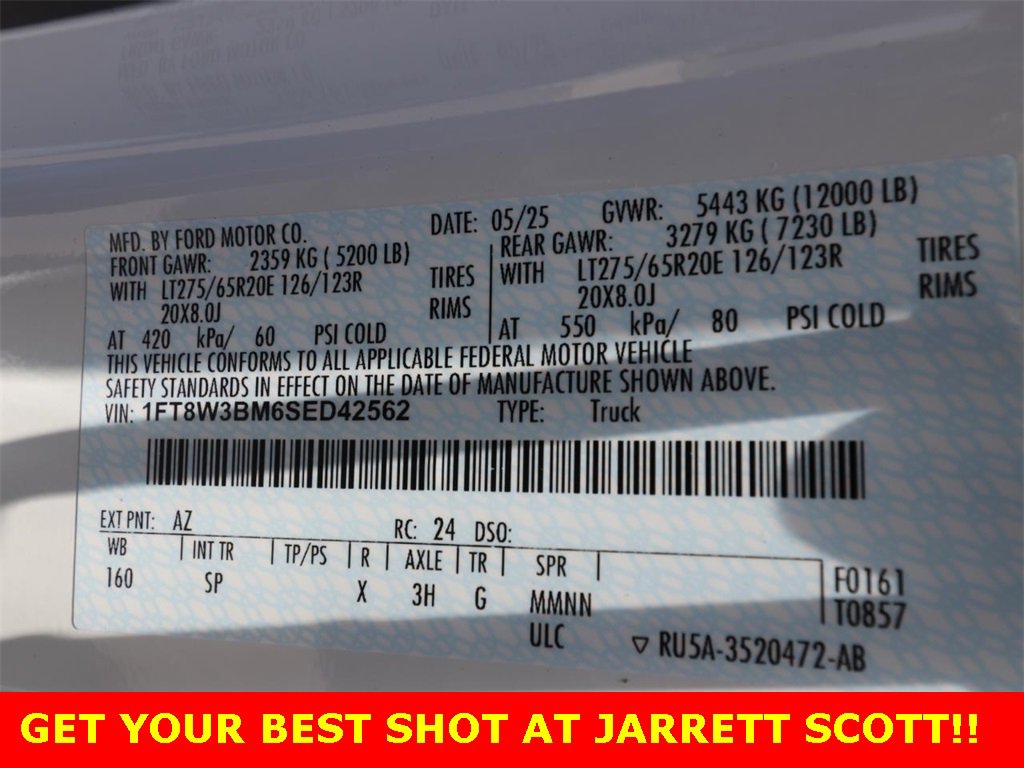 MFD. BY FORD MOTOR CO. DATE: 05/25 GVWR: 5443 KG (12000 LB)
FRONT GAWR: 2359 KG ( 5200 LB)
WITH LT275/65R20E 126/123R TIRES
20X8.0J RIMS
AT 420 kPa/ 60 PSI COLD
REAR GAWR: 3279 KG ( 7230 LB)
WITH LT275/65R20E 126/123R TIRES
20X8.0J RIMS
AT 550 kPa/ 80 PSI COLD
THIS VEHICLE CONFORMS TO ALL APPLICABLE FEDERAL MOTOR VEHICLE
SAFETY STANDARDS IN EFFECT ON THE DATE OF MANUFACTURE SHOWN ABOVE.
VIN: 1FT8W3BM6SED42562 TYPE: Truck
EXT PNT: AZ RC: 24 DSO:
WB INT TR TP/PS R AXLE TR SPR
160 SP X 3H G MMNN F0161
ULC T0857
RU5A-3520472-AB
GET YOUR BEST SHOT AT JARRETT SCOTT!!